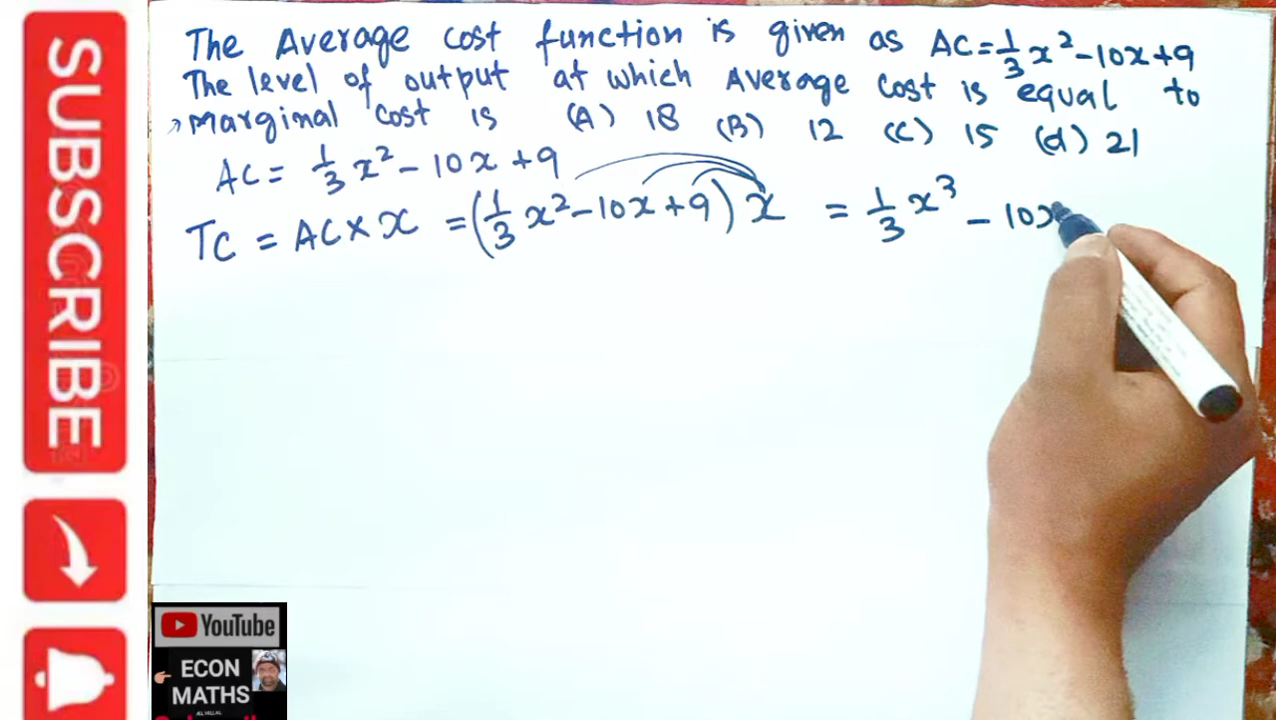 The Average cost function is given as AC = 1/3 x² - 10x + 9
The level of output at which Average cost is equal to
marginal cost is (A) 18 (B) 12 (C) 15 (d) 21
AC = 1/3 x² - 10x + 9
TC = AC × x = (1/3 x² - 10x + 9) x = 1/3 x³ - 10x
SUBSCRIBE
YouTube
ECON
MATHS